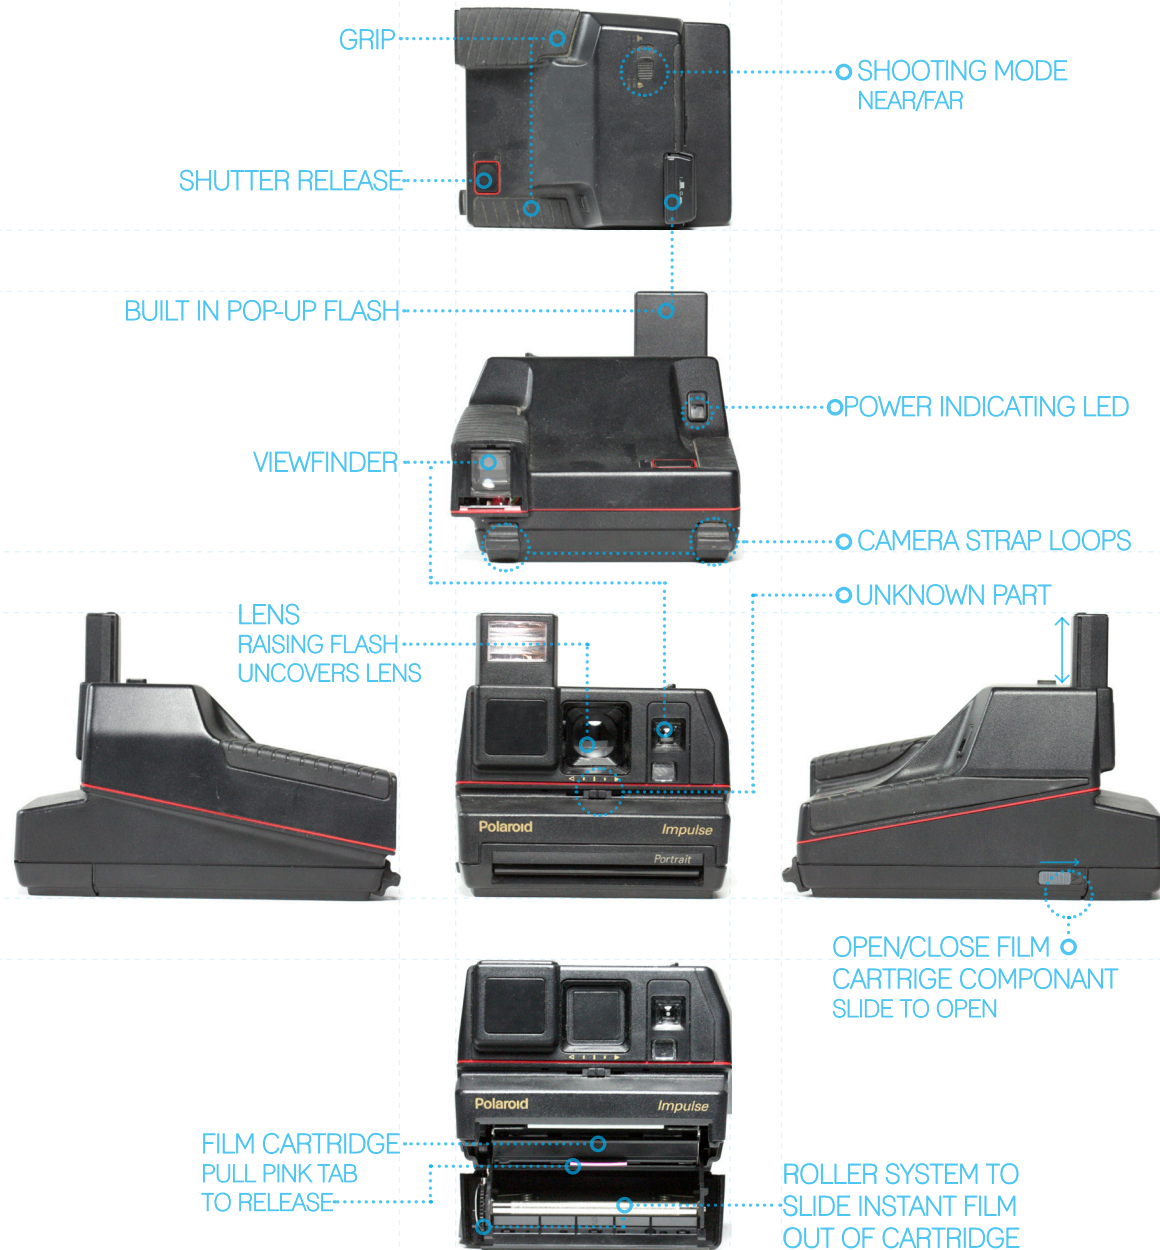 GRIP
SHOOTING MODE
NEAR/FAR
SHUTTER RELEASE
BUILT IN POP-UP FLASH
POWER INDICATING LED
VIEWFINDER
CAMERA STRAP LOOPS
UNKNOWN PART
LENS
RAISING FLASH
UNCOVERS LENS
Polaroid
Impulse
Portrait
OPEN/CLOSE FILM
CARTRIGE COMPONANT
SLIDE TO OPEN
Polaroid
Impulse
FILM CARTRIDGE
PULL PINK TAB
TO RELEASE
ROLLER SYSTEM TO
SLIDE INSTANT FILM
OUT OF CARTRIDGE